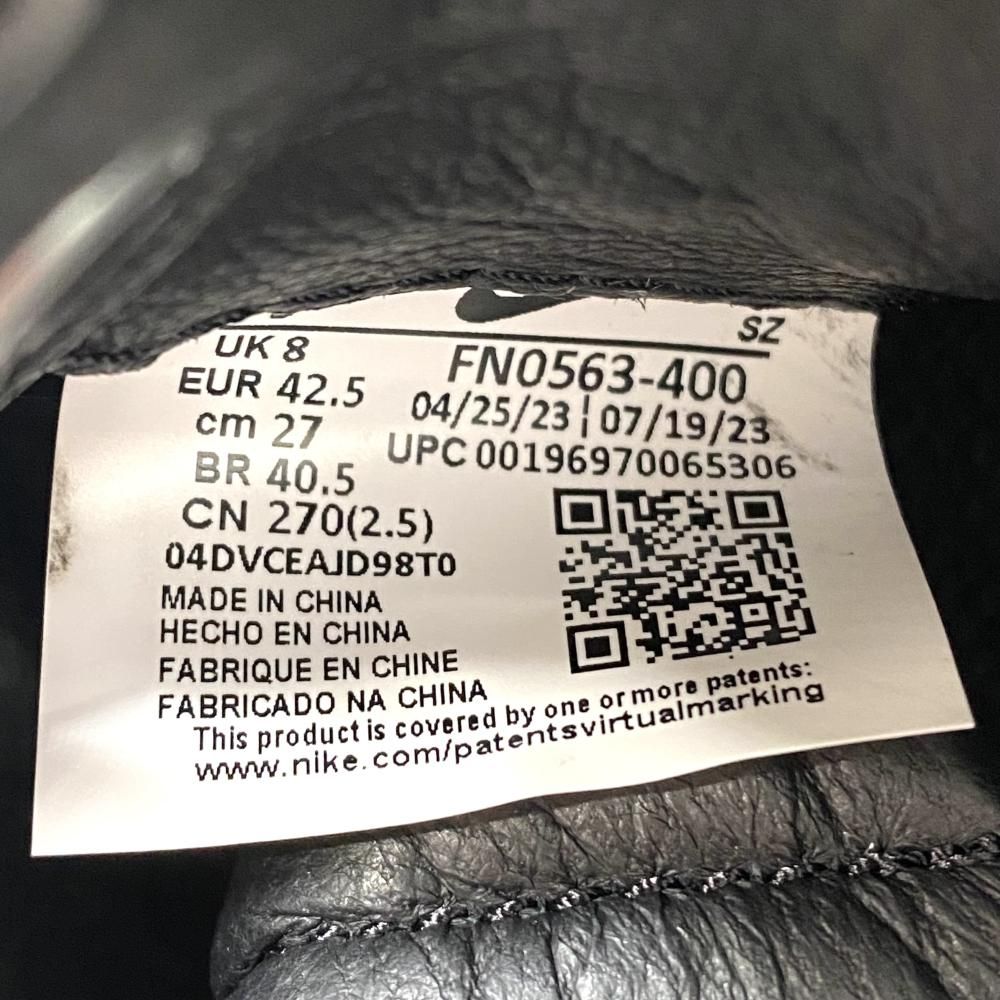 SZ
UK 8
EUR 42.5
cm 27
BR 40.5
CN 270(2.5)
04DVCEAJD98T0
FN0563-400
04/25/23 ¦ 07/19/23
UPC 00196970065306
MADE IN CHINA
HECHO EN CHINA
FABRIQUE EN CHINE
FABRICADO NA CHINA
This product is covered by one or more patents:
www.nike.com/patentsvirtualmarking